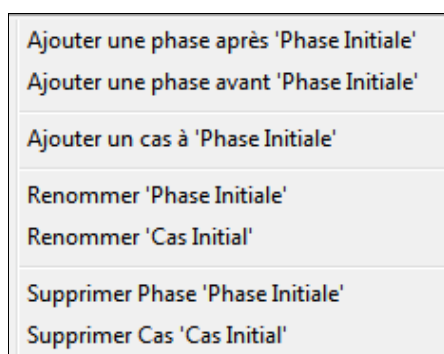 Ajouter une phase après 'Phase Initiale'
Ajouter une phase avant 'Phase Initiale'
Ajouter un cas à 'Phase Initiale'
Renommer 'Phase Initiale'
Renommer 'Cas Initial'
Supprimer Phase 'Phase Initiale'
Supprimer Cas 'Cas Initial'